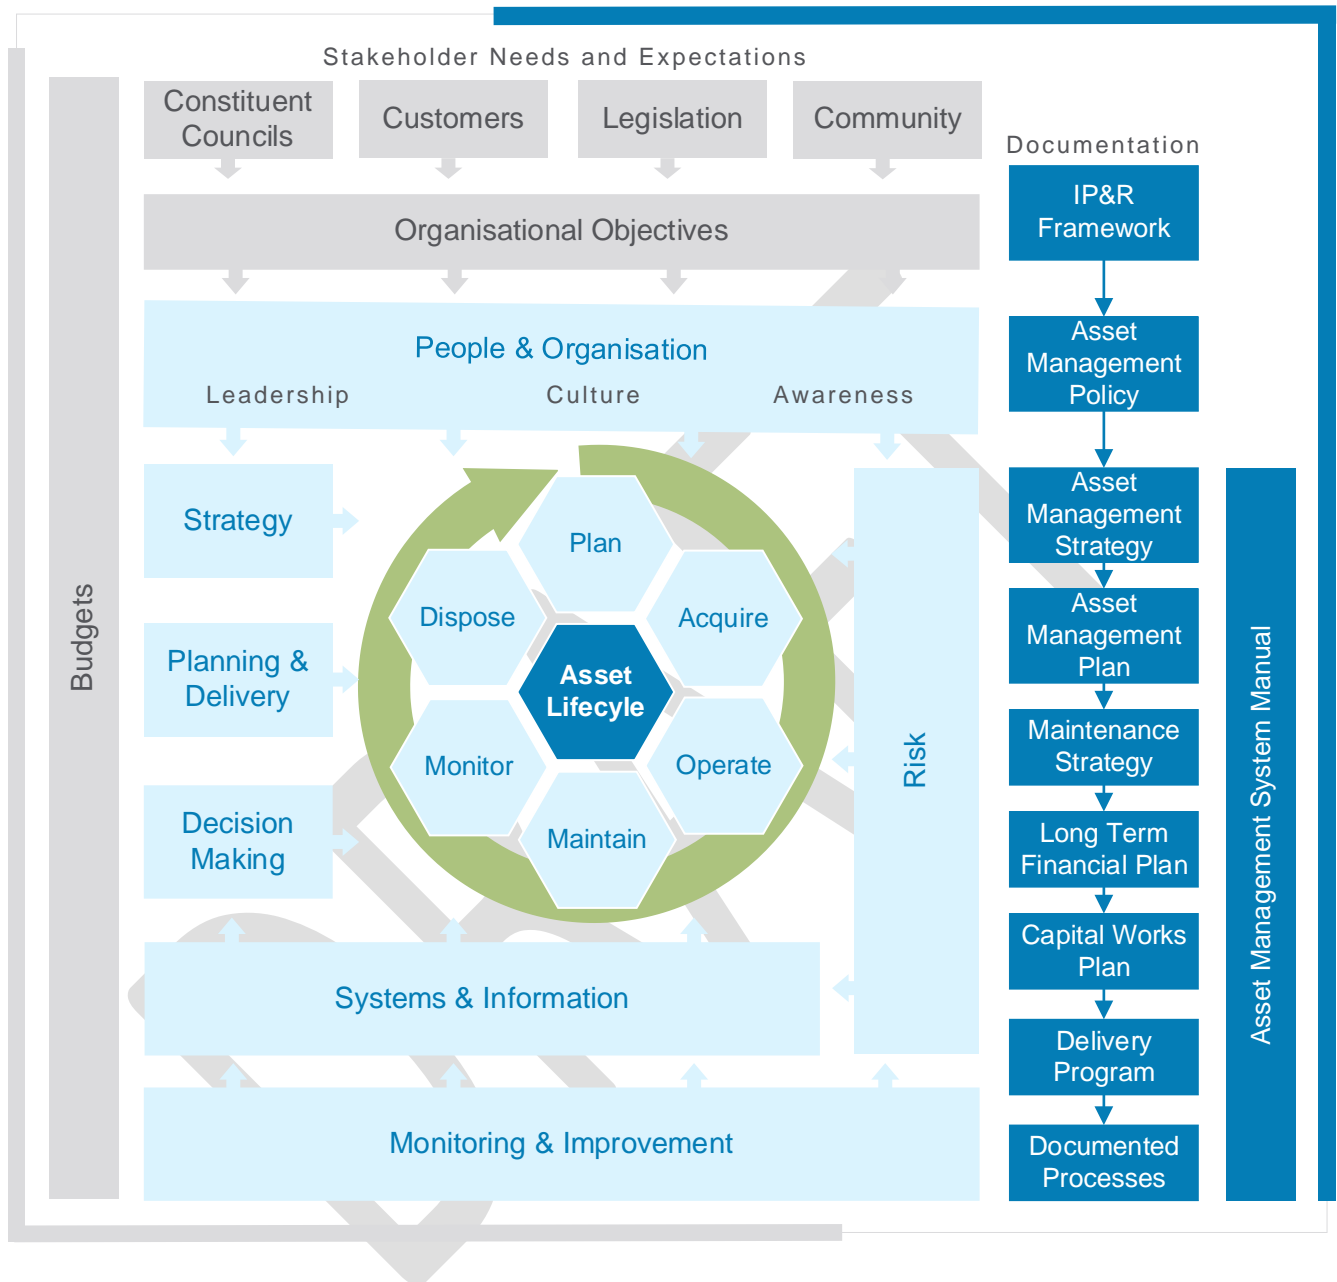 Stakeholder Needs and Expectations
Constituent
Councils
Customers
Legislation
Community
Organisational Objectives
People & Organisation
Leadership
Culture
Awareness
Budgets
Strategy
Planning &
Delivery
Decision
Making
Plan
Acquire
Operate
Maintain
Monitor
Dispose
Asset
Lifecyle
Risk
Systems & Information
Monitoring & Improvement
Documentation
IP&R
Framework
Asset
Management
Policy
Asset
Management
Strategy
Asset
Management
Plan
Maintenance
Strategy
Long Term
Financial Plan
Capital Works
Plan
Delivery
Program
Documented
Processes
Asset Management System Manual